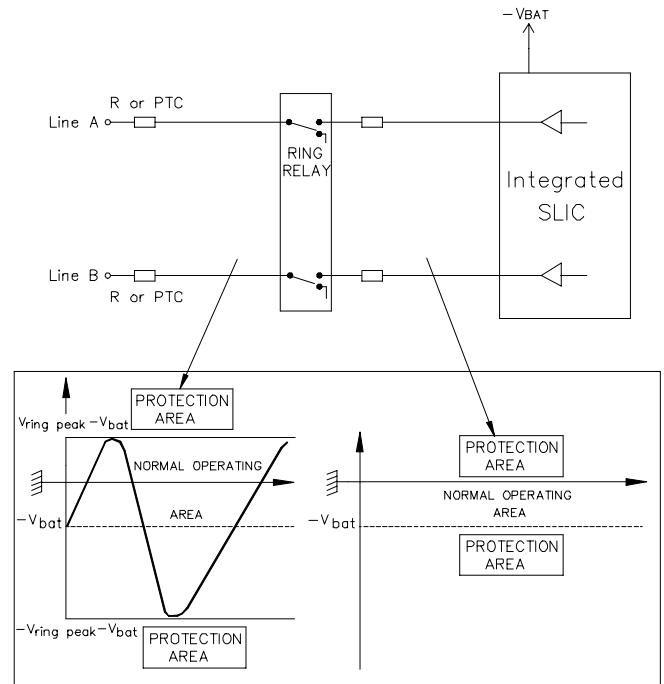 -VBAT
R or PTC
Line A
RING
RELAY
Integrated
SLIC
Line B
R or PTC
PROTECTION
AREA
Vring peak-Vbat
NORMAL OPERATING
AREA
-Vbat
-Vring peak-Vbat
PROTECTION
AREA
PROTECTION
AREA
NORMAL OPERATING
AREA
-Vbat
PROTECTION
AREA